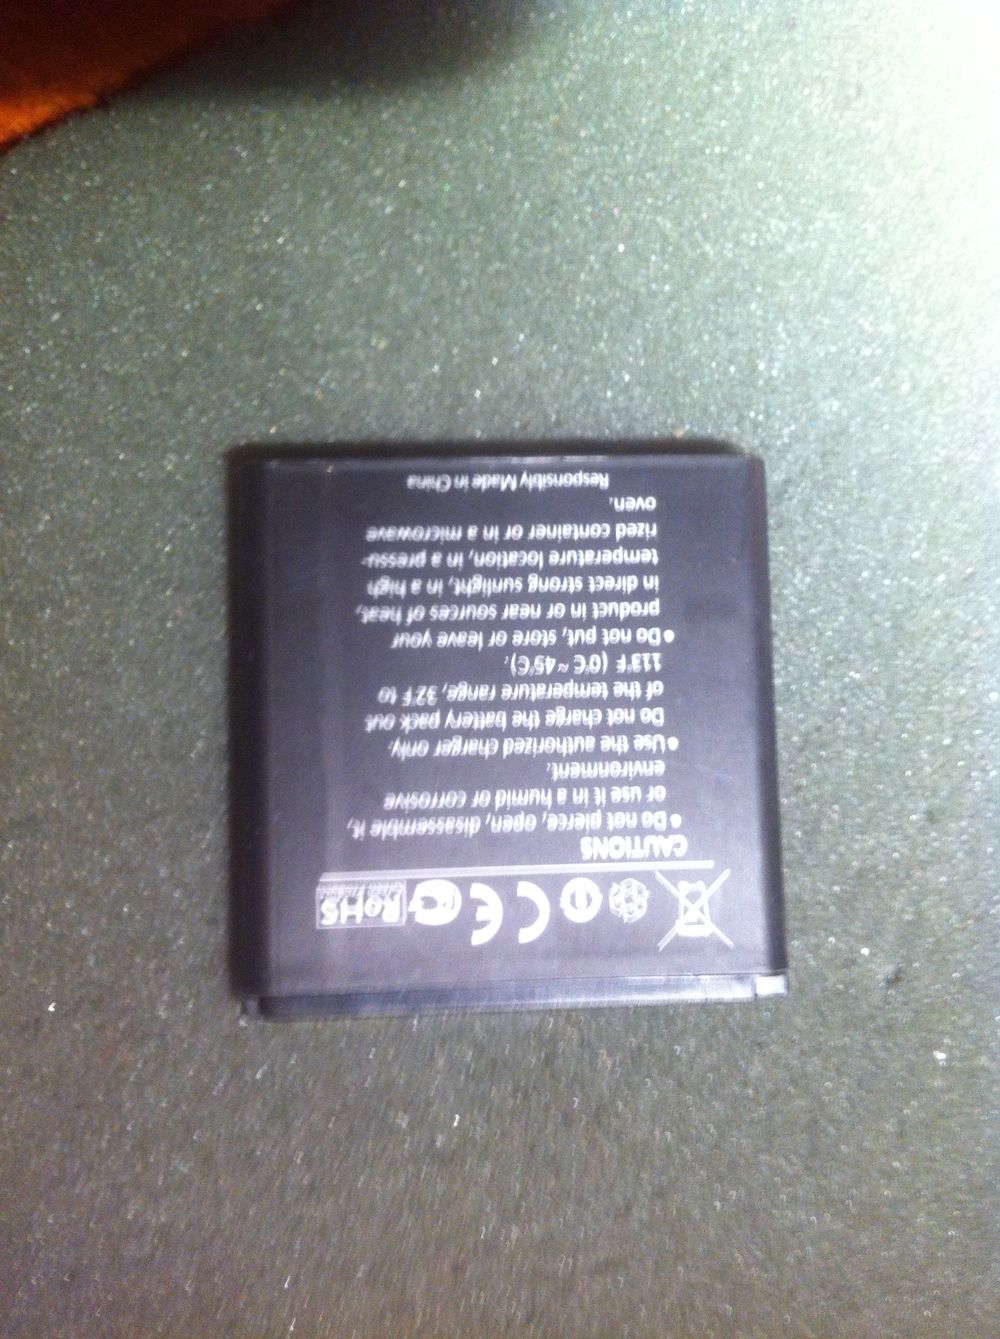 RoHS
CAUTIONS
● Do not pierce, open, disassemble it,
or use it in a humid or corrosive
environment.
● Use the authorized charger only.
Do not charge the battery pack out
of the temperature range, 32°F to
113°F (0°C ~ 45°C).
● Do not put, store or leave your
product in or near sources of heat,
in direct strong sunlight, in a high
temperature location, in a pressu-
rized container or in a microwave
oven.
Responsibly Made in China